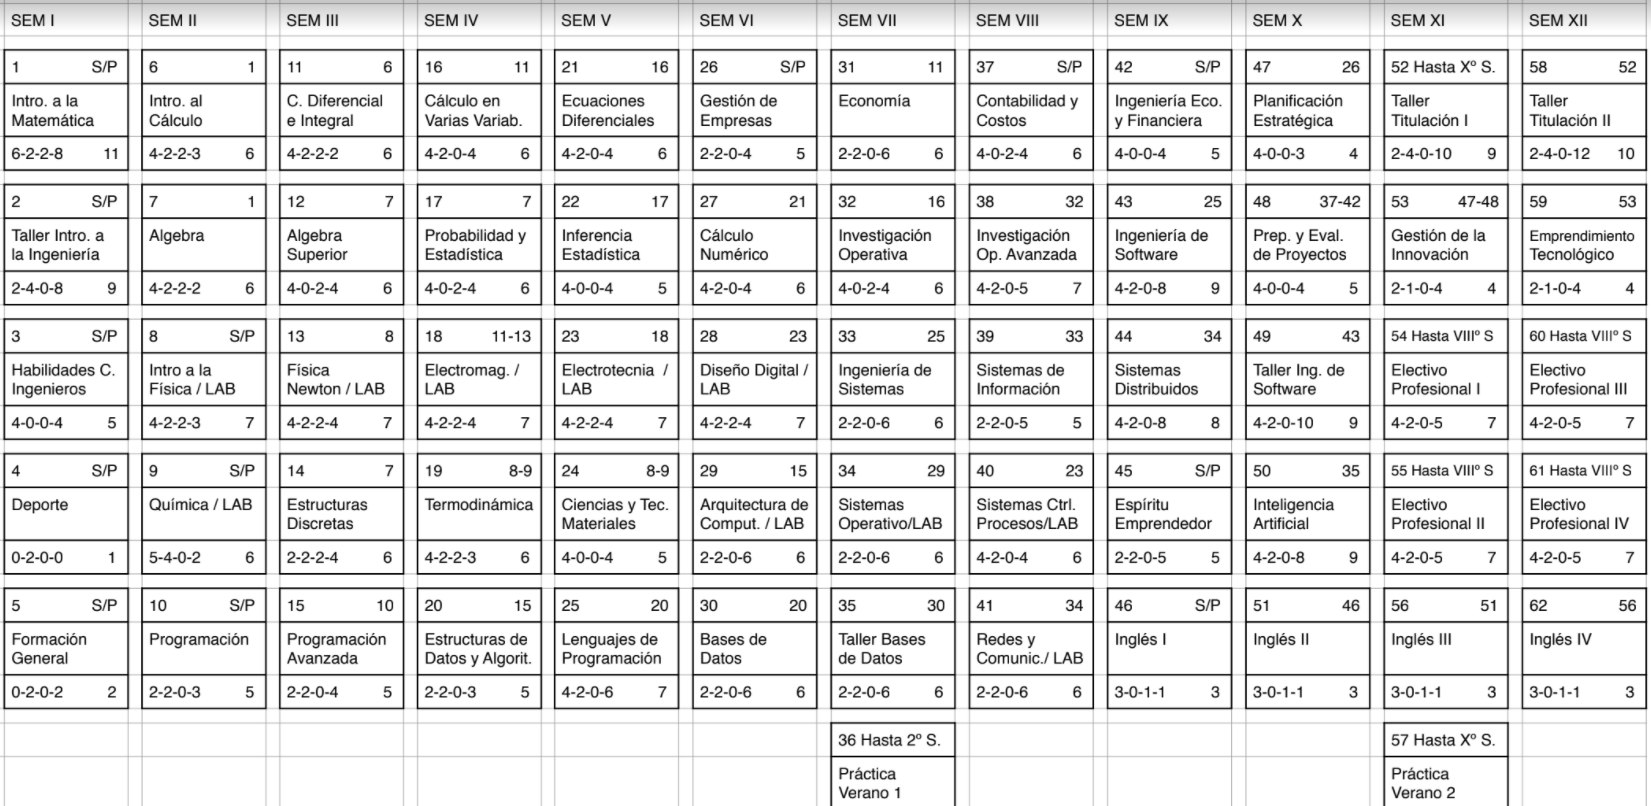 SEM I SEM II SEM III SEM IV SEM V SEM VI SEM VII SEM VIII SEM IX SEM X SEM XI SEM XII
1 S/P 6 1 11 6 16 11 21 16 26 S/P 31 11 37 S/P 42 S/P 47 26 52 Hasta Xº S. 58 52
Intro. a la Intro. al C. Diferencial Cálculo en Ecuaciones Gestión de Economía Contabilidad y Ingeniería Eco. Planificación Taller Taller
Matemática Cálculo e Integral Varias Variab. Diferenciales Empresas Costos y Financiera Estratégica Titulación I Titulación II
6-2-2-8 11 4-2-2-3 6 4-2-2-2 6 4-2-0-4 6 4-2-0-4 6 2-2-0-4 5 2-2-0-6 6 4-0-2-4 6 4-0-0-4 5 4-0-0-3 4 2-4-0-10 9 2-4-0-12 10
2 S/P 7 1 12 7 17 7 22 17 27 21 32 16 38 32 43 25 48 37-42 53 47-48 59 53
Taller Intro. a Algebra Algebra Probabilidad y Inferencia Cálculo Investigación Investigación Ingeniería de Prep. y Eval. Gestión de la Emprendimiento
la Ingeniería Superior Estadística Estadística Numérico Operativa Op. Avanzada Software de Proyectos Innovación Tecnológico
2-4-0-8 9 4-2-2-2 6 4-0-2-4 6 4-0-2-4 6 4-0-0-4 5 4-2-0-4 6 4-0-2-4 6 4-2-0-5 7 4-2-0-8 9 4-0-0-4 5 2-1-0-4 4 2-1-0-4 4
3 S/P 8 S/P 13 8 18 11-13 23 18 28 23 33 25 39 33 44 34 49 43 54 Hasta VIIIº S 60 Hasta VIIIº S
Habilidades C. Intro a la Física Electromag. / Electrotecnia / Diseño Digital / Ingeniería de Sistemas de Sistemas Taller Ing. de Electivo Electivo
Ingenieros Física / LAB Newton / LAB LAB LAB LAB Sistemas Información Distribuidos Software Profesional I Profesional III
4-0-0-4 5 4-2-2-3 7 4-2-2-4 7 4-2-2-4 7 4-2-2-4 7 4-2-2-4 7 2-2-0-6 6 2-2-0-5 5 4-2-0-8 8 4-2-0-10 9 4-2-0-5 7 4-2-0-5 7
4 S/P 9 S/P 14 7 19 8-9 24 8-9 29 15 34 29 40 23 45 S/P 50 35 55 Hasta VIIIº S 61 Hasta VIIIº S
Deporte Química / LAB Estructuras Termodinámica Ciencias y Tec. Arquitectura de Sistemas Sistemas Ctrl. Espíritu Inteligencia Electivo Electivo
Discretas Materiales Comput. / LAB Operativo/LAB Procesos/LAB Emprendedor Artificial Profesional II Profesional IV
0-2-0-0 1 5-4-0-2 6 2-2-2-4 6 4-2-2-3 6 4-0-0-4 5 2-2-0-6 6 2-2-0-6 6 4-2-0-4 6 2-2-0-5 5 4-2-0-8 9 4-2-0-5 7 4-2-0-5 7
5 S/P 10 S/P 15 10 20 15 25 20 30 20 35 30 41 34 46 S/P 51 46 56 51 62 56
Formación Programación Programación Estructuras de Lenguajes de Bases de Taller Bases Redes y Inglés I Inglés II Inglés III Inglés IV
General Avanzada Datos y Algorit. Programación Datos de Datos Comunic./ LAB
0-2-0-2 2 2-2-0-3 5 2-2-0-4 5 2-2-0-3 5 4-2-0-6 7 2-2-0-6 6 2-2-0-6 6 2-2-0-6 6 3-0-1-1 3 3-0-1-1 3 3-0-1-1 3 3-0-1-1 3
36 Hasta 2º S. 57 Hasta Xº S.
Práctica Práctica
Verano 1 Verano 2